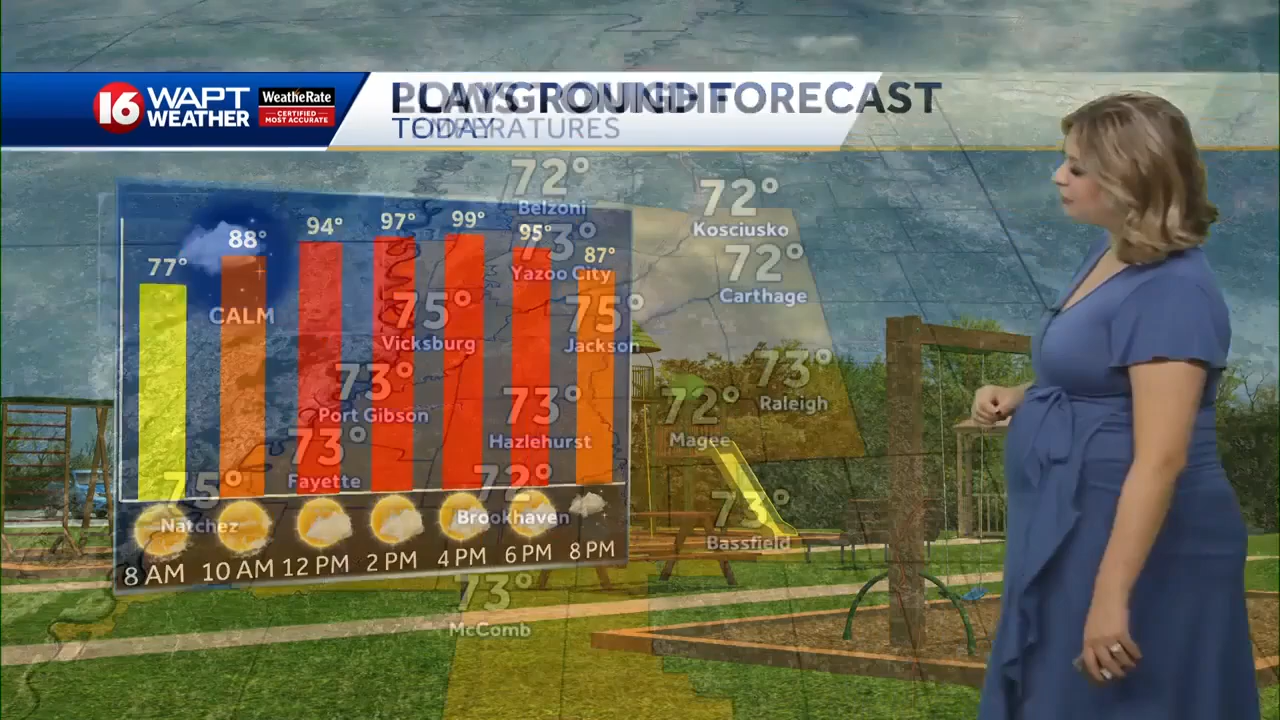 16 WAPT WEATHER
WeatheRate
CERTIFIED
MOST ACCURATE
PLAYGROUND FORECAST
TODAY
72°
Belzoni
72°
Kosciusko
73°
Yazoo City
72°
Carthage
77°
88°
94°
97°
99°
95°
87°
CALM
75°
Vicksburg
75°
Jackson
73°
Port Gibson
73°
Raleigh
73°
Hazlehurst
72°
Magee
73°
Fayette
75°
Natchez
72°
Brookhaven
73°
Bassfield
8 AM 10 AM 12 PM 2 PM 4 PM 6 PM 8 PM
73°
McComb